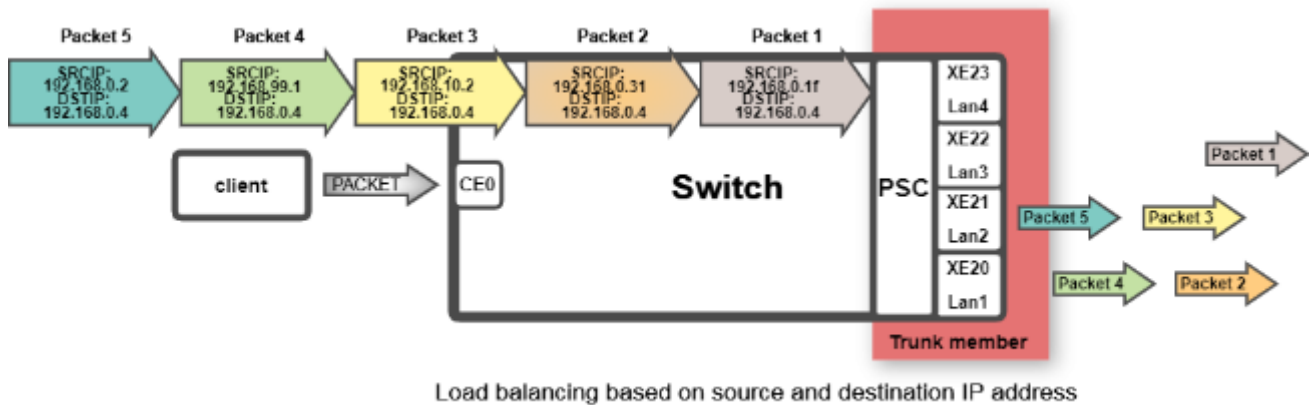 Packet 5
Packet 4
Packet 3
Packet 2
Packet 1
SRCIP:
192.168.0.2
DSTIP:
192.168.0.4
SRCIP:
192.168.99.1
DSTIP:
192.168.0.4
SRCIP:
192.168.10.2
DSTIP:
192.168.0.4
SRCIP:
192.168.0.31
DSTIP:
192.168.0.4
SRCIP:
192.168.0.1f
DSTIP:
192.168.0.4
client
PACKET
CE0
Switch
PSC
XE23
Lan4
XE22
Lan3
XE21
Lan2
XE20
Lan1
Packet 1
Packet 5
Packet 3
Packet 4
Packet 2
Trunk member
Load balancing based on source and destination IP address